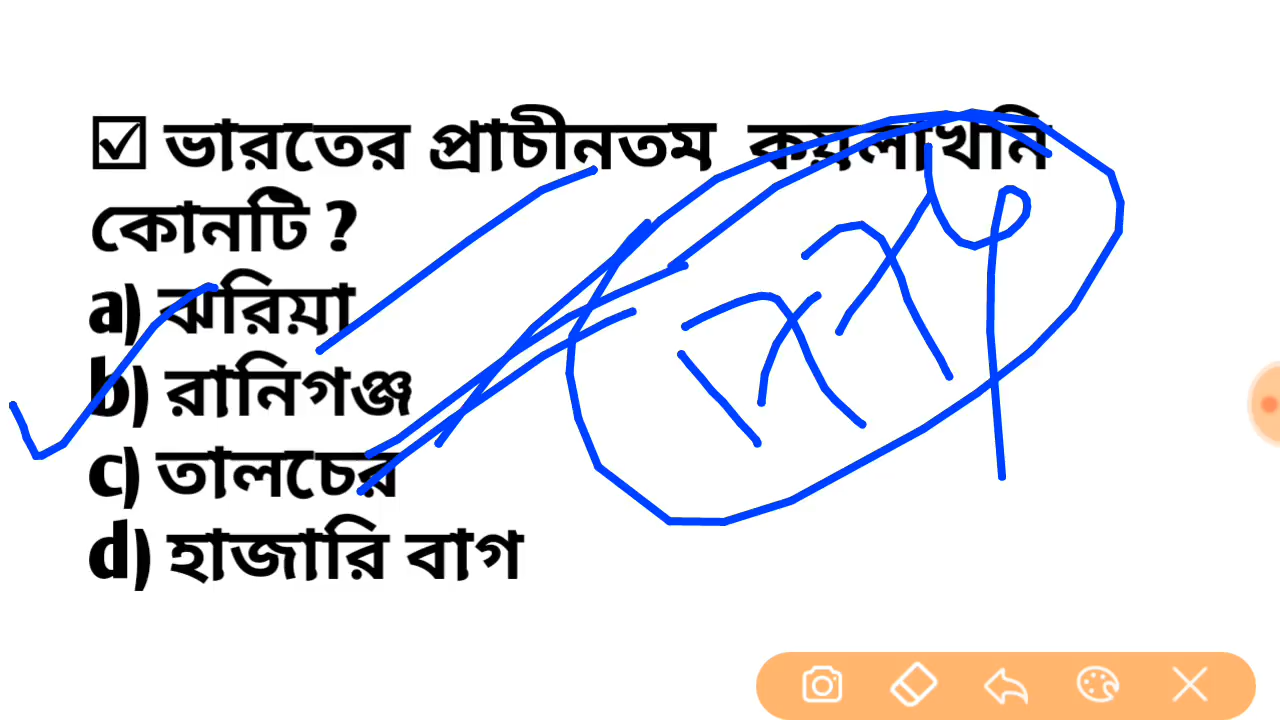 ☑ ভারতের প্রাচীনতম কয়লাখনি
কোনটি ?
a) ঝরিয়া
b) রানিগঞ্জ
c) তালচের
d) হাজারি বাগ